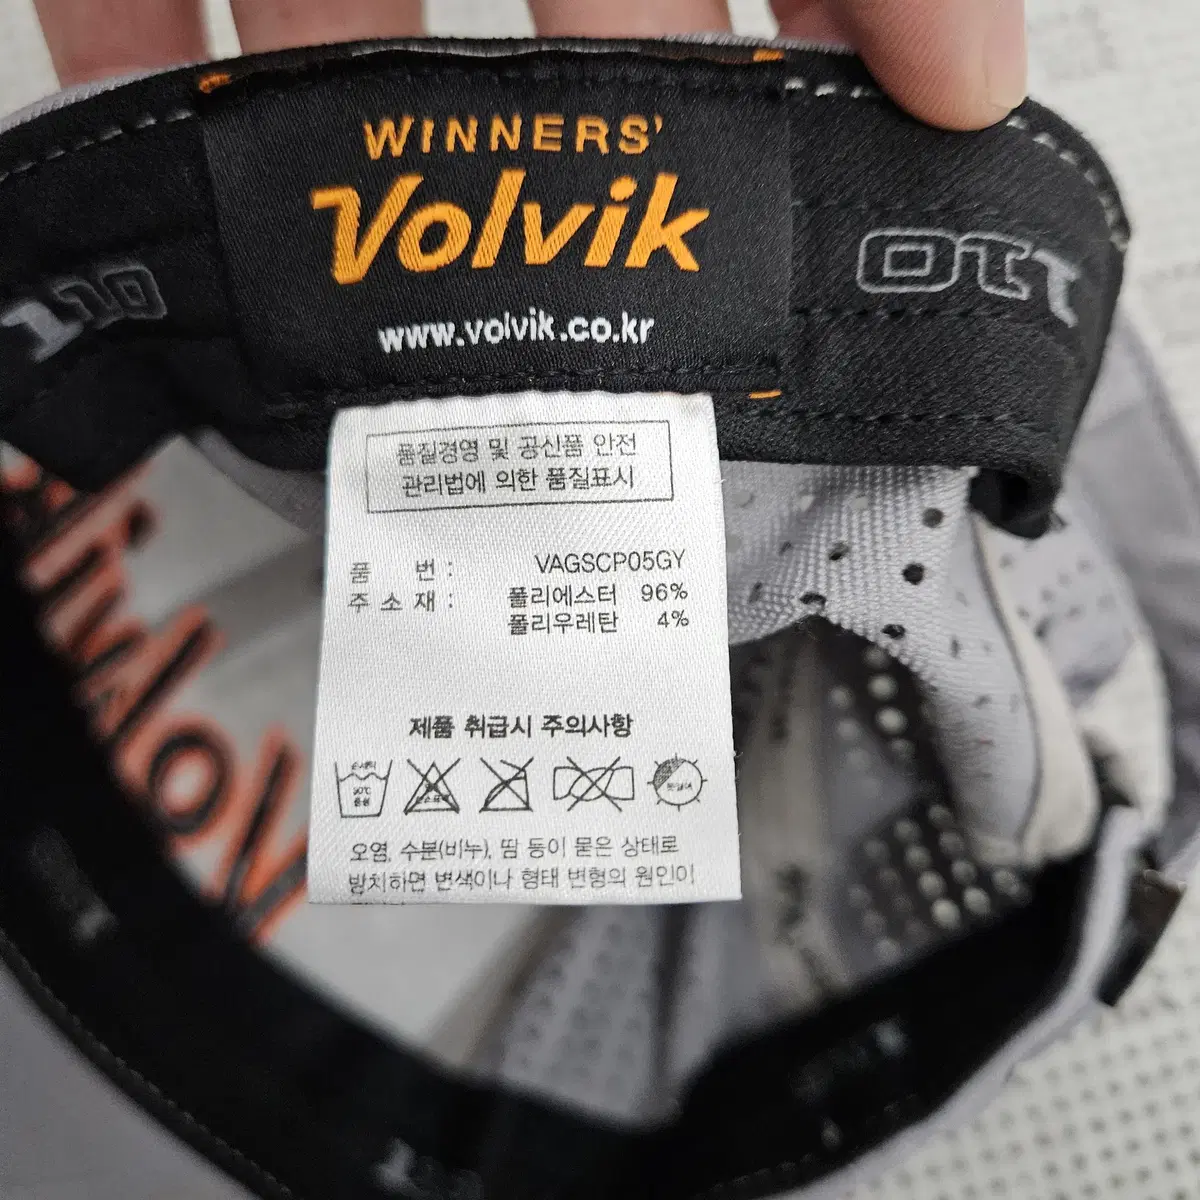 WINNERS'
Volvik
www.volvik.co.kr
110
110
품질경영 및 공신품 안전
관리법에 의한 품질표시
품 번 : VAGSCP05GY
주소재 : 폴리에스터 96%
폴리우레탄 4%
제품 취급시 주의사항
오염, 수분(비누), 땀 등이 묻은 상태로
방치하면 변색이나 형태 변형의 원인이
Volvik